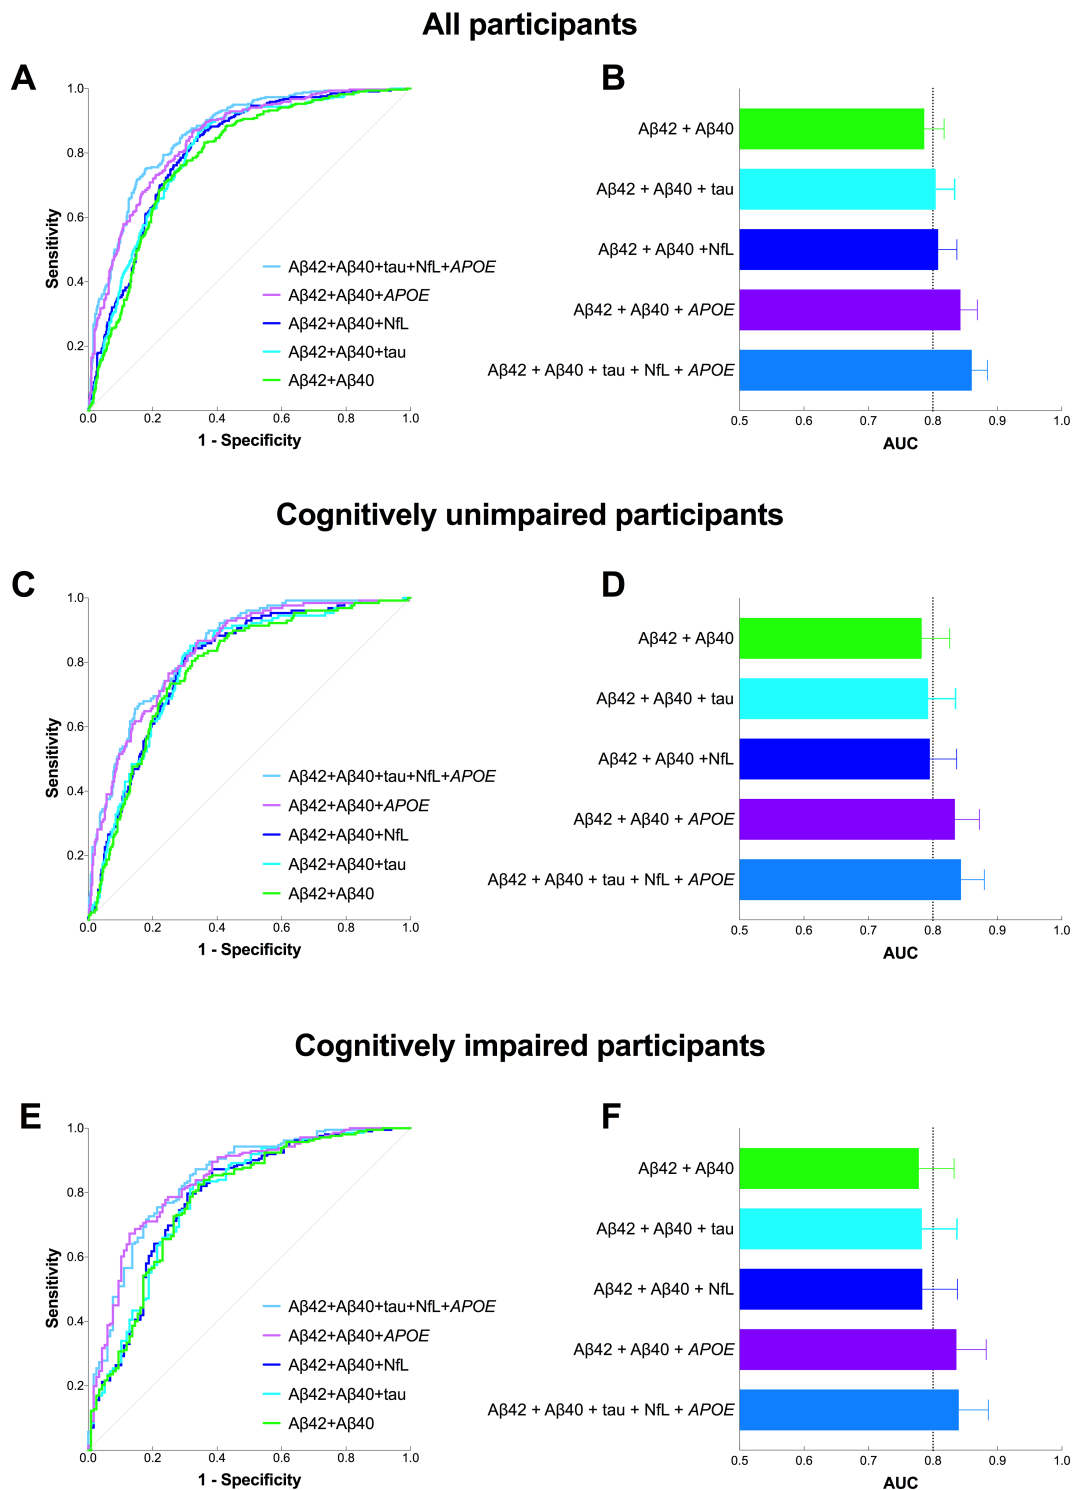 All participants
A
1.0
0.8
0.6
0.4
0.2
0.0 0.2 0.4 0.6 0.8 1.0
Sensitivity
1 - Specificity
Aβ42+Aβ40+tau+NfL+APOE
Aβ42+Aβ40+APOE
Aβ42+Aβ40+NfL
Aβ42+Aβ40+tau
Aβ42+Aβ40
B
Aβ42 + Aβ40
Aβ42 + Aβ40 + tau
Aβ42 + Aβ40 +NfL
Aβ42 + Aβ40 + APOE
Aβ42 + Aβ40 + tau + NfL + APOE
0.5 0.6 0.7 0.8 0.9 1.0
AUC
Cognitively unimpaired participants
C
1.0
0.8
0.6
0.4
0.2
0.0 0.2 0.4 0.6 0.8 1.0
Sensitivity
1 - Specificity
Aβ42+Aβ40+tau+NfL+APOE
Aβ42+Aβ40+APOE
Aβ42+Aβ40+NfL
Aβ42+Aβ40+tau
Aβ42+Aβ40
D
Aβ42 + Aβ40
Aβ42 + Aβ40 + tau
Aβ42 + Aβ40 +NfL
Aβ42 + Aβ40 + APOE
Aβ42 + Aβ40 + tau + NfL + APOE
0.5 0.6 0.7 0.8 0.9 1.0
AUC
Cognitively impaired participants
E
1.0
0.8
0.6
0.4
0.2
0.0 0.2 0.4 0.6 0.8 1.0
Sensitivity
1 - Specificity
Aβ42+Aβ40+tau+NfL+APOE
Aβ42+Aβ40+APOE
Aβ42+Aβ40+NfL
Aβ42+Aβ40+tau
Aβ42+Aβ40
F
Aβ42 + Aβ40
Aβ42 + Aβ40 + tau
Aβ42 + Aβ40 + NfL
Aβ42 + Aβ40 + APOE
Aβ42 + Aβ40 + tau + NfL + APOE
0.5 0.6 0.7 0.8 0.9 1.0
AUC